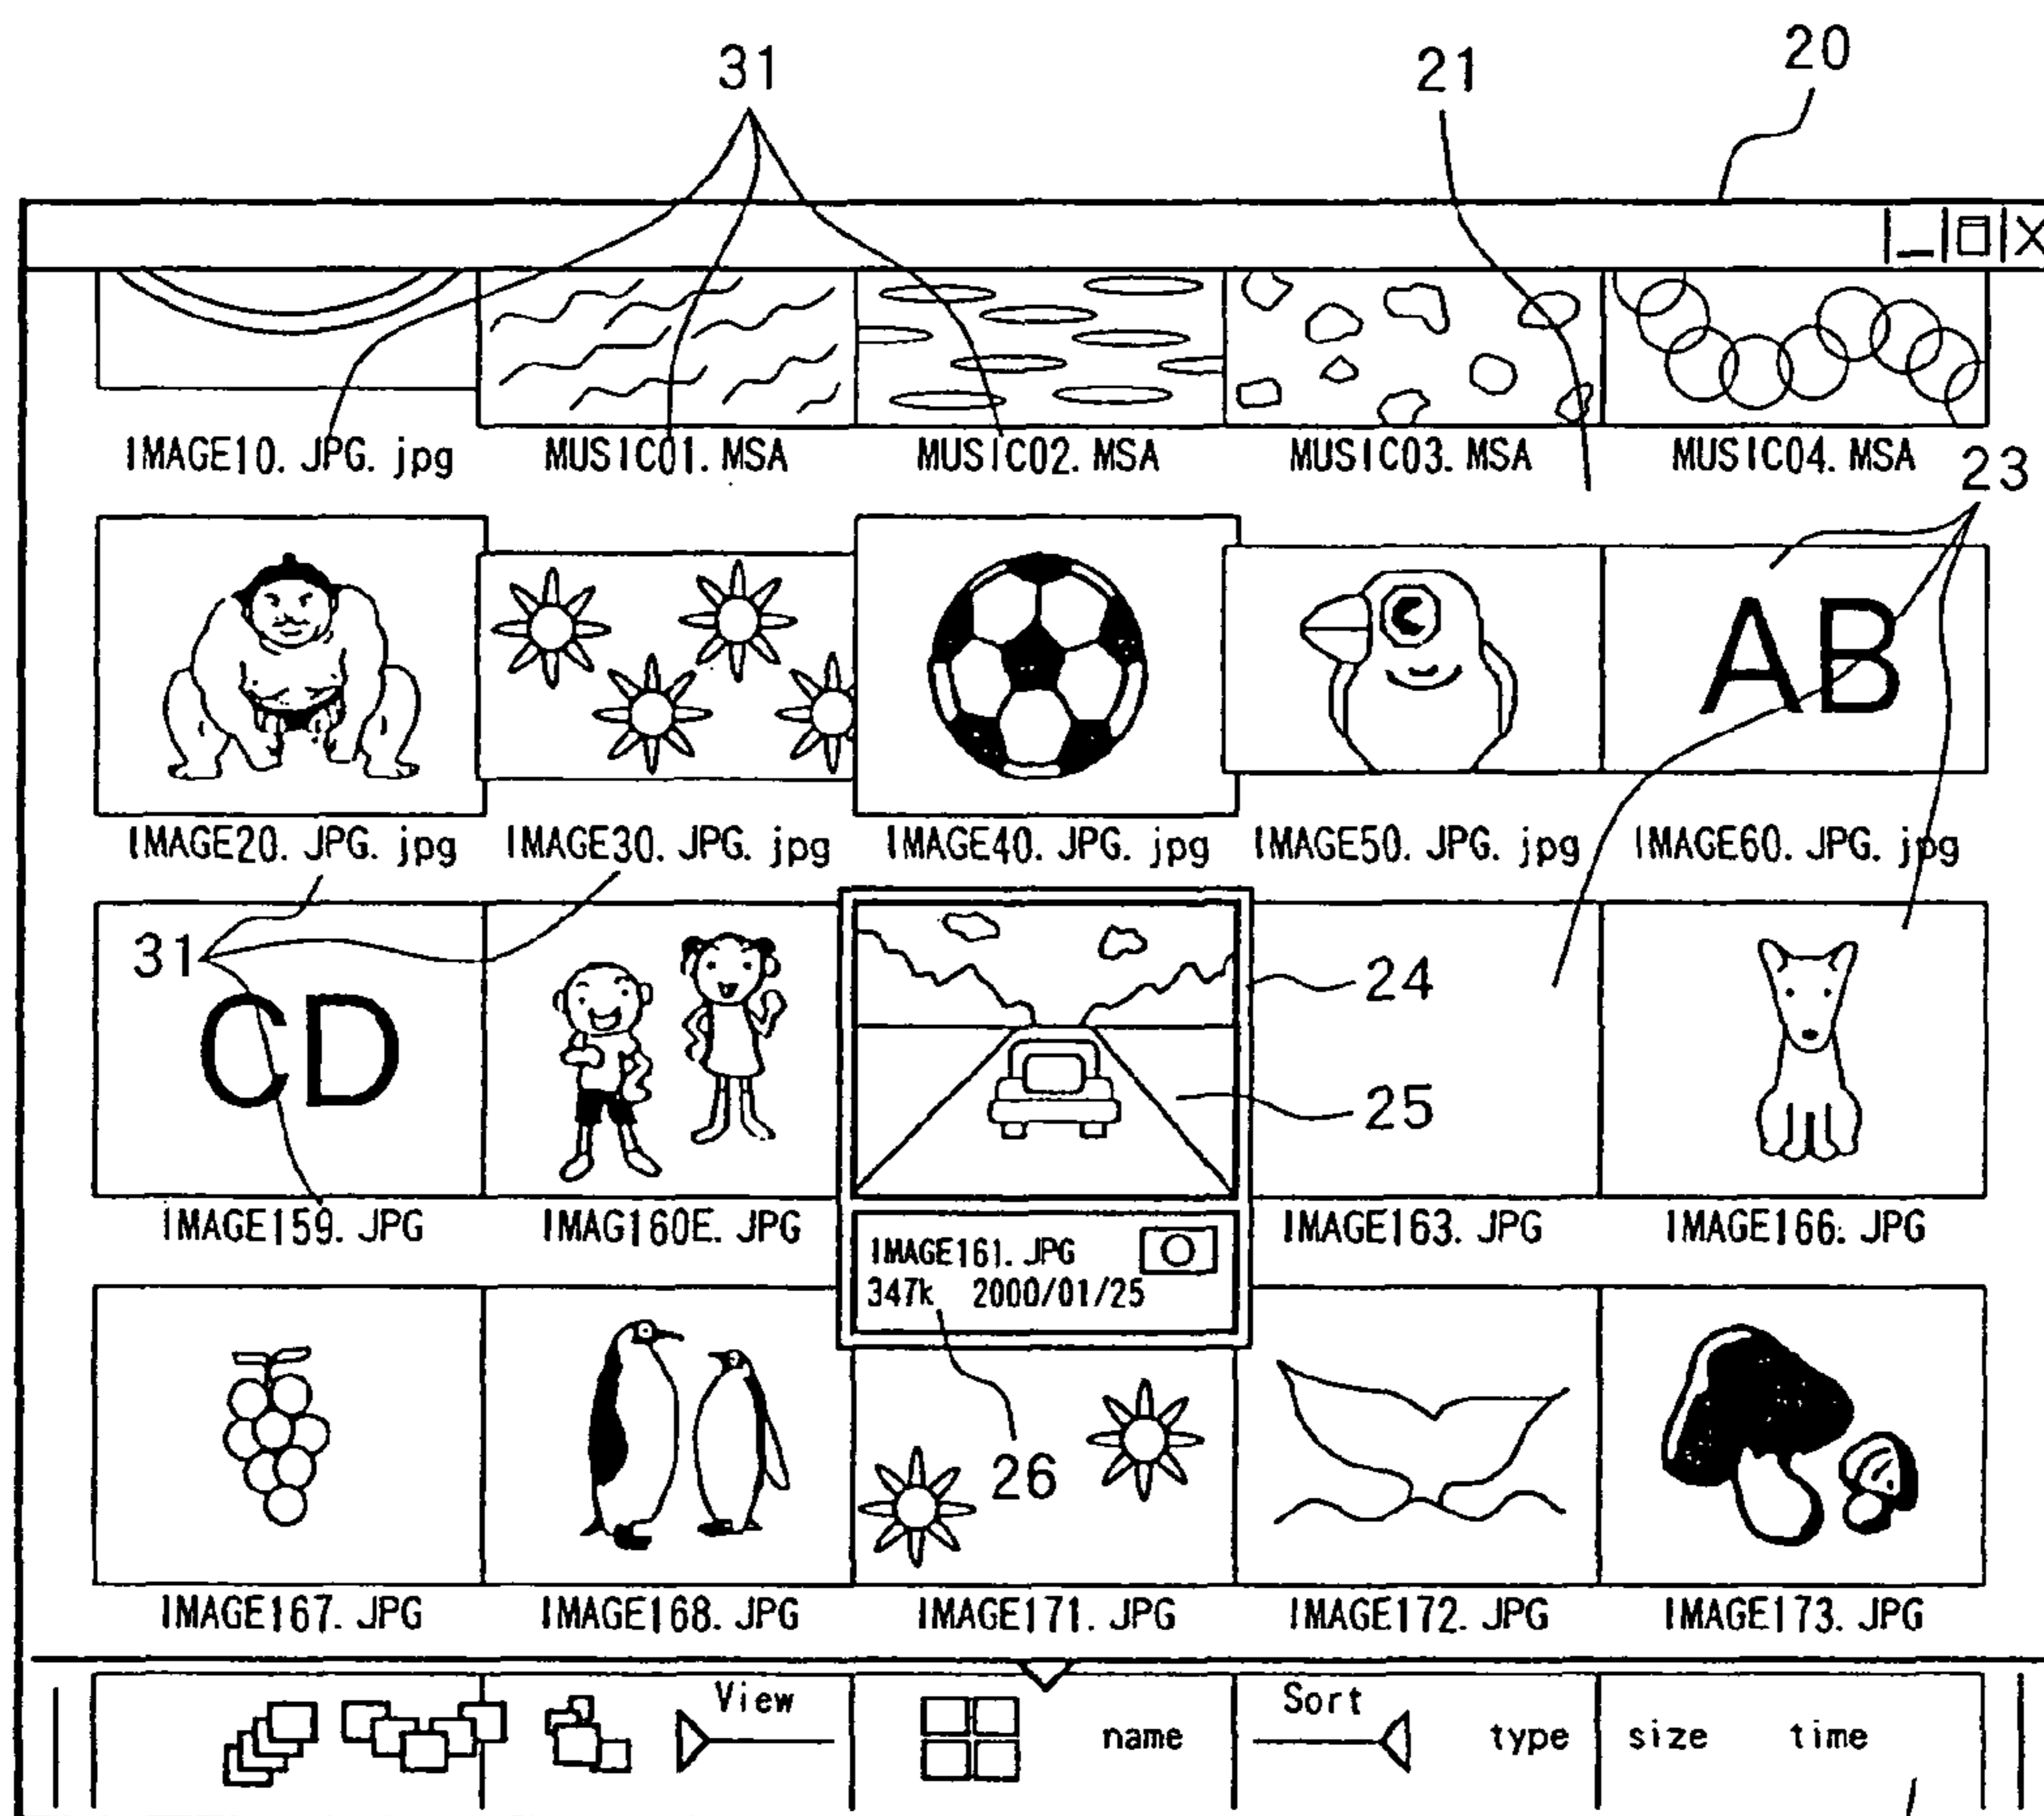 31 21 20
IMAGE10. JPG. jpg MUSIC01. MSA MUSIC02. MSA MUSIC03. MSA MUSIC04. MSA
23
AB
IMAGE20. JPG. jpg IMAGE30. JPG. jpg IMAGE40. JPG. jpg IMAGE50. JPG. jpg IMAGE60. JPG. jpg
31
24
CD
25
IMAGE159. JPG IMAG160E. JPG IMAGE163. JPG IMAGE166. JPG
IMAGE161. JPG
347k 2000/01/25
26
IMAGE167. JPG IMAGE168. JPG IMAGE171. JPG IMAGE172. JPG IMAGE173. JPG
View Sort
name type size time